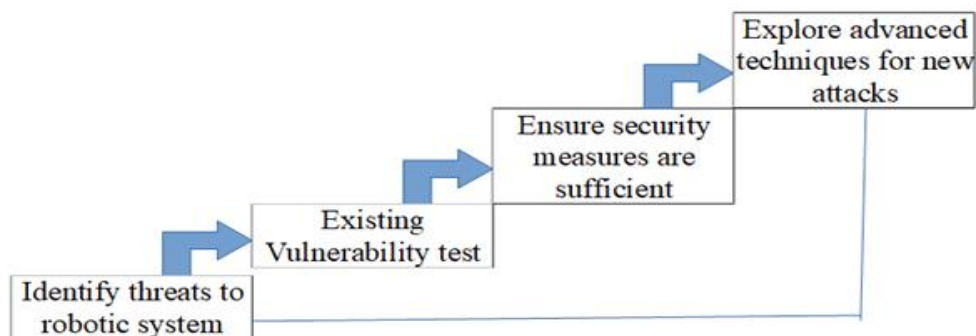 Explore advanced
techniques for new
attacks
Ensure security
measures are
sufficient
Existing
Vulnerability test
Identify threats to
robotic system